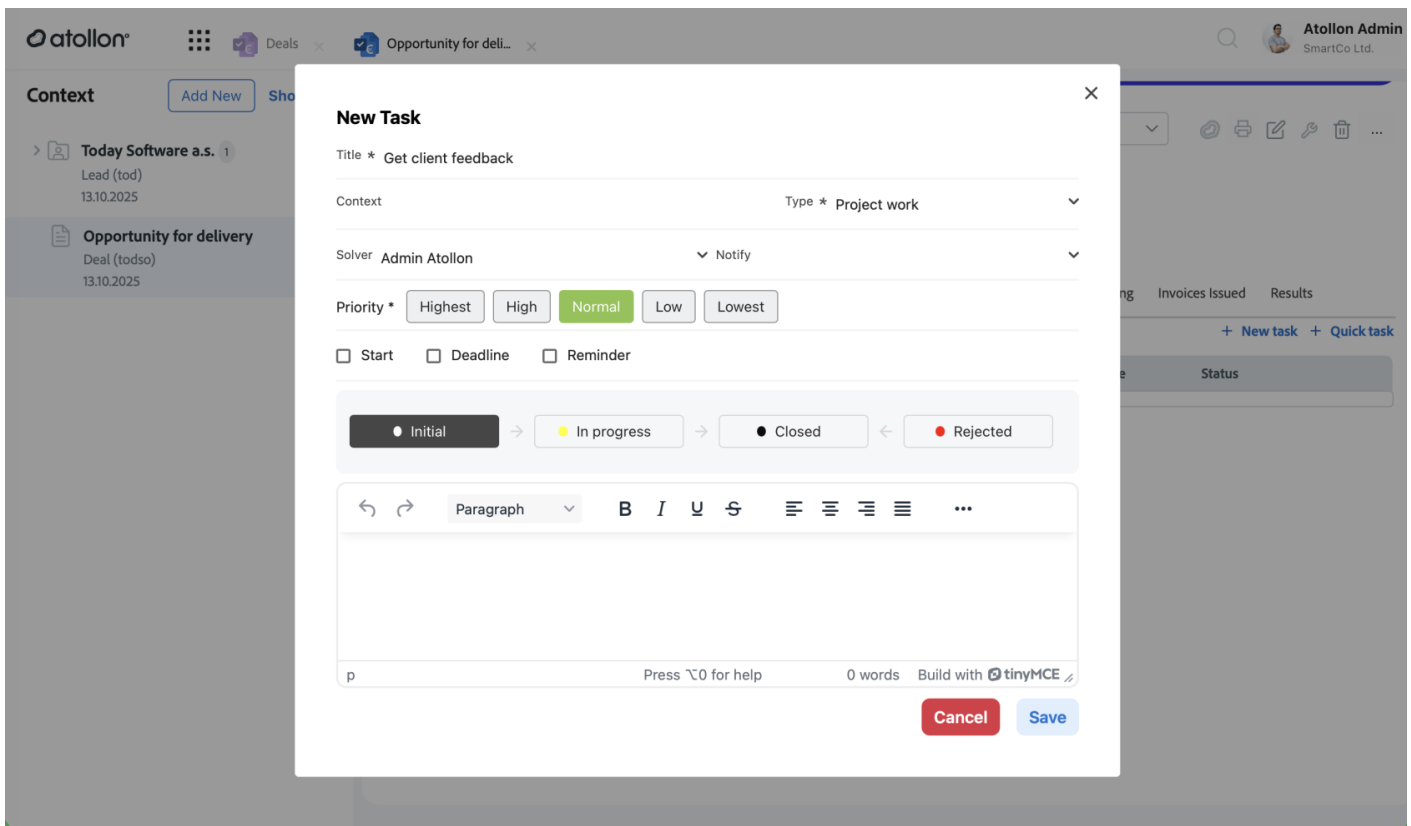 atollon
Deals
Opportunity for deli...
Atollon Admin
SmartCo Ltd.
Context
Add New
Sho
Today Software a.s. 1
Lead (tod)
13.10.2025
Opportunity for delivery
Deal (todso)
13.10.2025
New Task
Title * Get client feedback
Context
Type * Project work
Solver Admin Atollon
Notify
Priority * Highest High Normal Low Lowest
Start Deadline Reminder
Initial In progress Closed Rejected
Paragraph B I U S ...
p Press ⌥0 for help 0 words Build with tinyMCE
Cancel Save
...
ng Invoices Issued Results
+ New task + Quick task
e Status